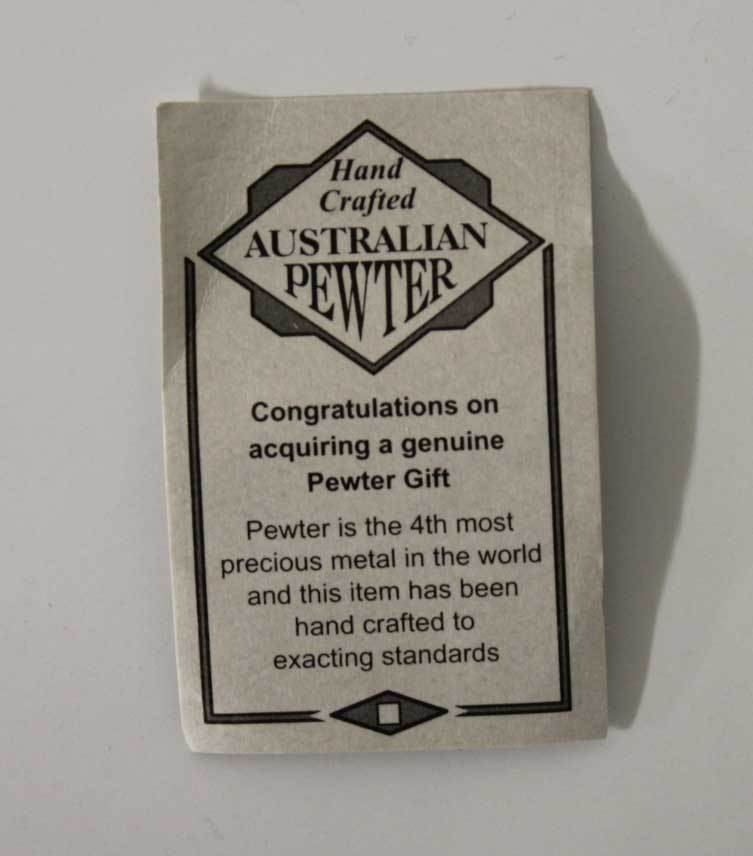 Hand
Crafted
AUSTRALIAN
PEWTER
Congratulations on
acquiring a genuine
Pewter Gift
Pewter is the 4th most
precious metal in the world
and this item has been
hand crafted to
exacting standards